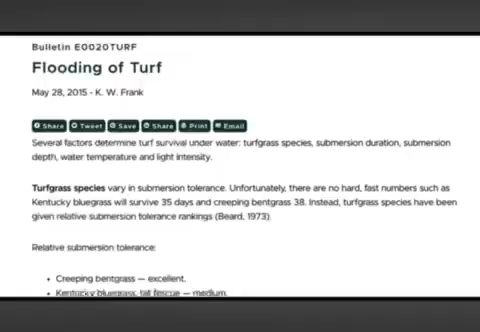 Bulletin E0020TURF
Flooding of Turf
May 28, 2015 - K. W. Frank
Share Tweet Save Share Print Email
Several factors determine turf survival under water: turfgrass species, submersion duration, submersion
depth, water temperature and light intensity.
Turfgrass species vary in submersion tolerance. Unfortunately, there are no hard, fast numbers such as
Kentucky bluegrass will survive 35 days and creeping bentgrass 38. Instead, turfgrass species have been
given relative submersion tolerance rankings (Beard, 1973).
Relative submersion tolerance:
• Creeping bentgrass — excellent.
• Kentucky bluegrass, tall fescue — medium.